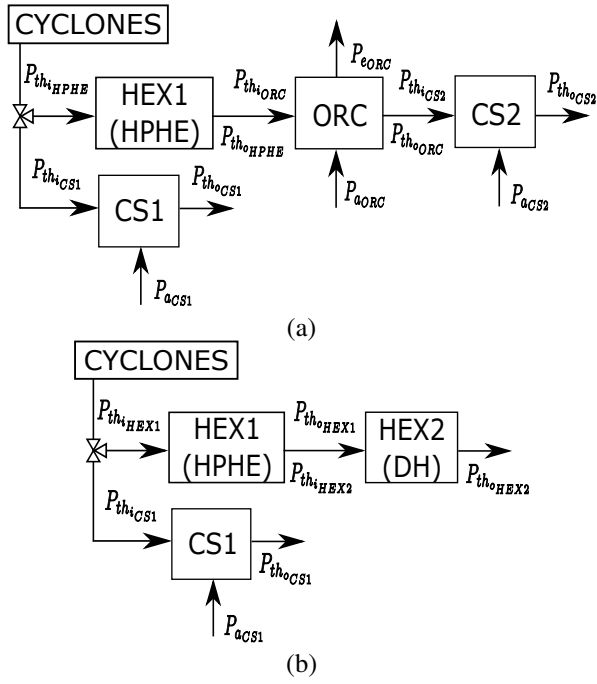 CYCLONES
P_{th_{i_{HPHE}}}
HEX1
(HPHE)
P_{th_{i_{ORC}}}
P_{th_{o_{HPHE}}}
P_{e_{ORC}}
ORC
P_{th_{i_{CS2}}}
P_{th_{o_{ORC}}}
CS2
P_{th_{o_{CS2}}}
P_{th_{i_{CS1}}}
P_{th_{o_{CS1}}}
CS1
P_{a_{ORC}}
P_{a_{CS2}}
P_{a_{CS1}}
(a)
CYCLONES
P_{th_{i_{HEX1}}}
HEX1
(HPHE)
P_{th_{o_{HEX1}}}
P_{th_{i_{HEX2}}}
HEX2
(DH)
P_{th_{o_{HEX2}}}
P_{th_{i_{CS1}}}
CS1
P_{th_{o_{CS1}}}
P_{a_{CS1}}
(b)